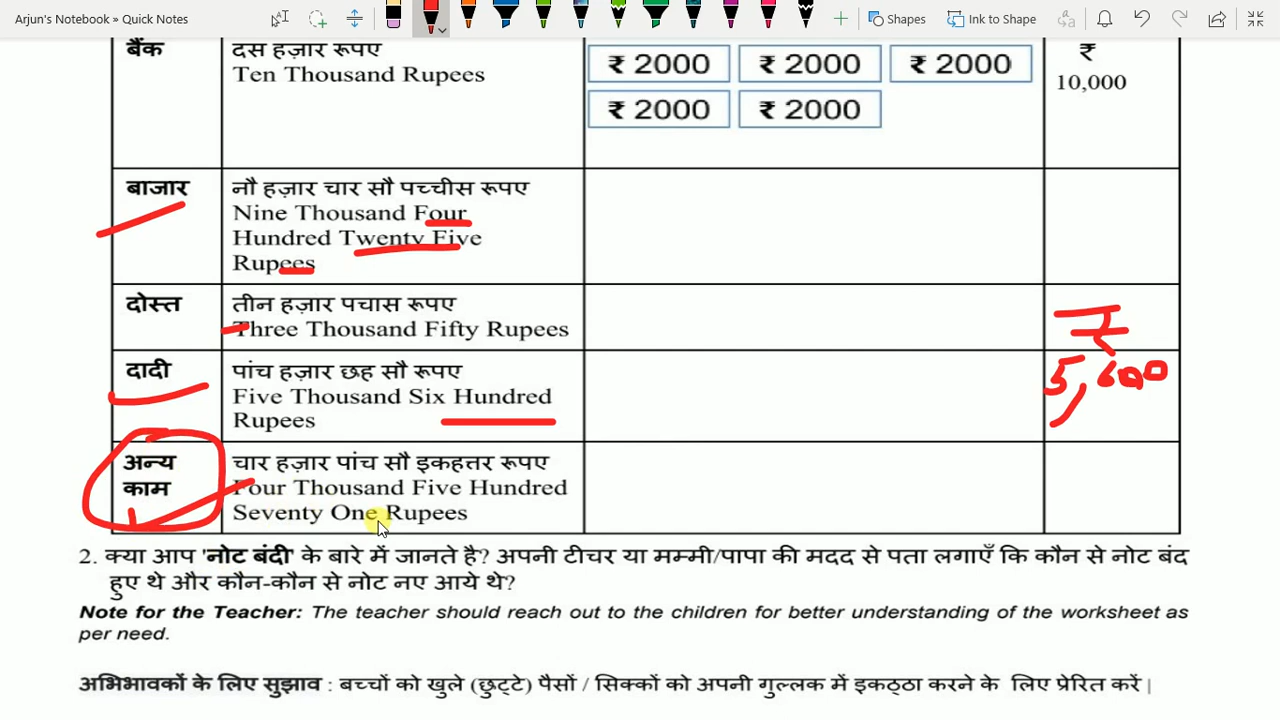 Arjun's Notebook » Quick Notes
Shapes
Ink to Shape
बैंक
दस हज़ार रूपए
Ten Thousand Rupees
₹ 2000 ₹ 2000 ₹ 2000
₹ 2000 ₹ 2000
₹
10,000
बाजार
नौ हज़ार चार सौ पच्चीस रूपए
Nine Thousand Four
Hundred Twenty Five
Rupees
दोस्त
तीन हज़ार पचास रूपए
Three Thousand Fifty Rupees
दादी
पांच हज़ार छह सौ रूपए
Five Thousand Six Hundred
Rupees
₹
5,600
अन्य
काम
चार हज़ार पांच सौ इकहत्तर रूपए
Four Thousand Five Hundred
Seventy One Rupees
2. क्या आप 'नोट बंदी' के बारे में जानते है? अपनी टीचर या मम्मी/पापा की मदद से पता लगाएँ कि कौन से नोट बंद
हुए थे और कौन-कौन से नोट नए आये थे?
Note for the Teacher: The teacher should reach out to the children for better understanding of the worksheet as
per need.
अभिभावकों के लिए सुझाव : बच्चों को खुले (छुट्टे) पैसों / सिक्कों को अपनी गुल्लक में इकठ्ठा करने के लिए प्रेरित करें |